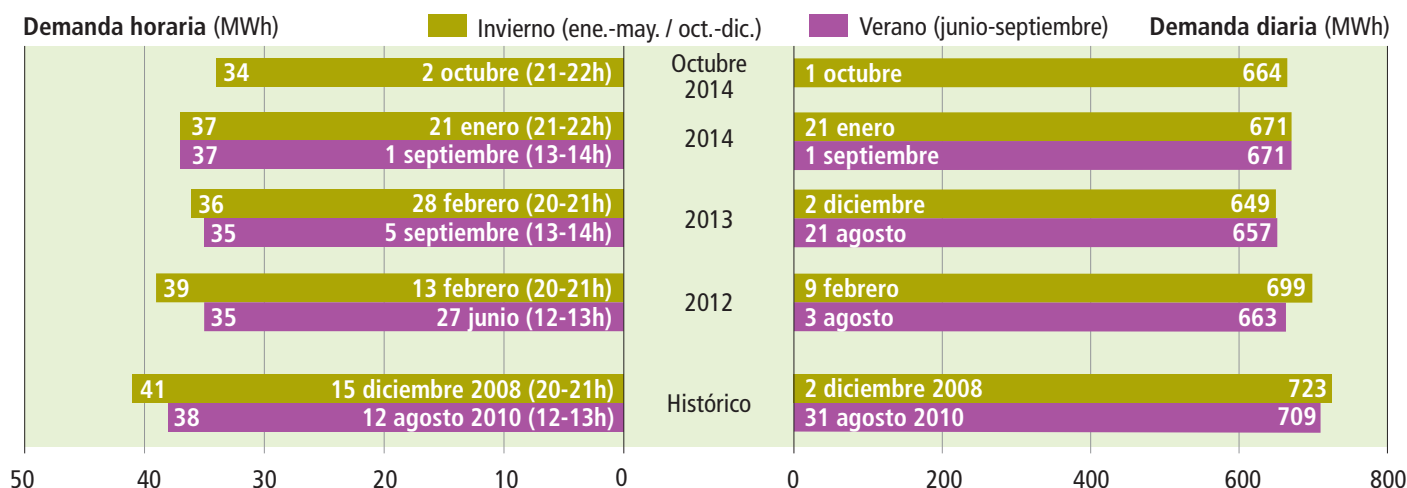 Demanda horaria (MWh)
Invierno (ene.-may. / oct.-dic.)
Verano (junio-septiembre)
Demanda diaria (MWh)
34 2 octubre (21-22h)
Octubre
2014
1 octubre 664
37 21 enero (21-22h)
37 1 septiembre (13-14h)
2014
21 enero 671
1 septiembre 671
36 28 febrero (20-21h)
35 5 septiembre (13-14h)
2013
2 diciembre 649
21 agosto 657
39 13 febrero (20-21h)
35 27 junio (12-13h)
2012
9 febrero 699
3 agosto 663
41 15 diciembre 2008 (20-21h)
38 12 agosto 2010 (12-13h)
Histórico
2 diciembre 2008 723
31 agosto 2010 709
50 40 30 20 10 0
0 200 400 600 800